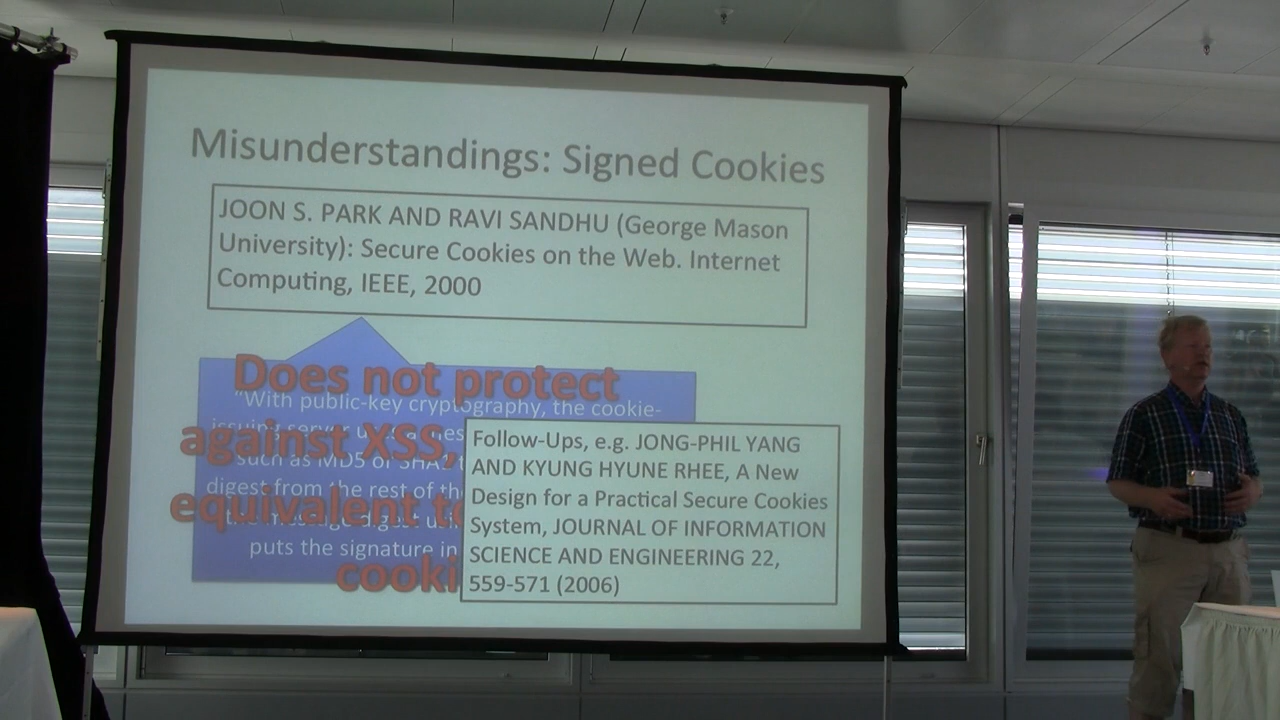 Misunderstandings: Signed Cookies
JOON S. PARK AND RAVI SANDHU (George Mason
University): Secure Cookies on the Web. Internet
Computing, IEEE, 2000
Does not protect
"With public-key cryptography, the cookie-
against XSS,
such as MD5 or
digest from the rest of the
equivalent to
puts the signature in
Follow-Ups, e.g. JONG-PHIL YANG
AND KYUNG HYUNE RHEE, A New
Design for a Practical Secure Cookies
System, JOURNAL OF INFORMATION
SCIENCE AND ENGINEERING 22,
559-571 (2006)